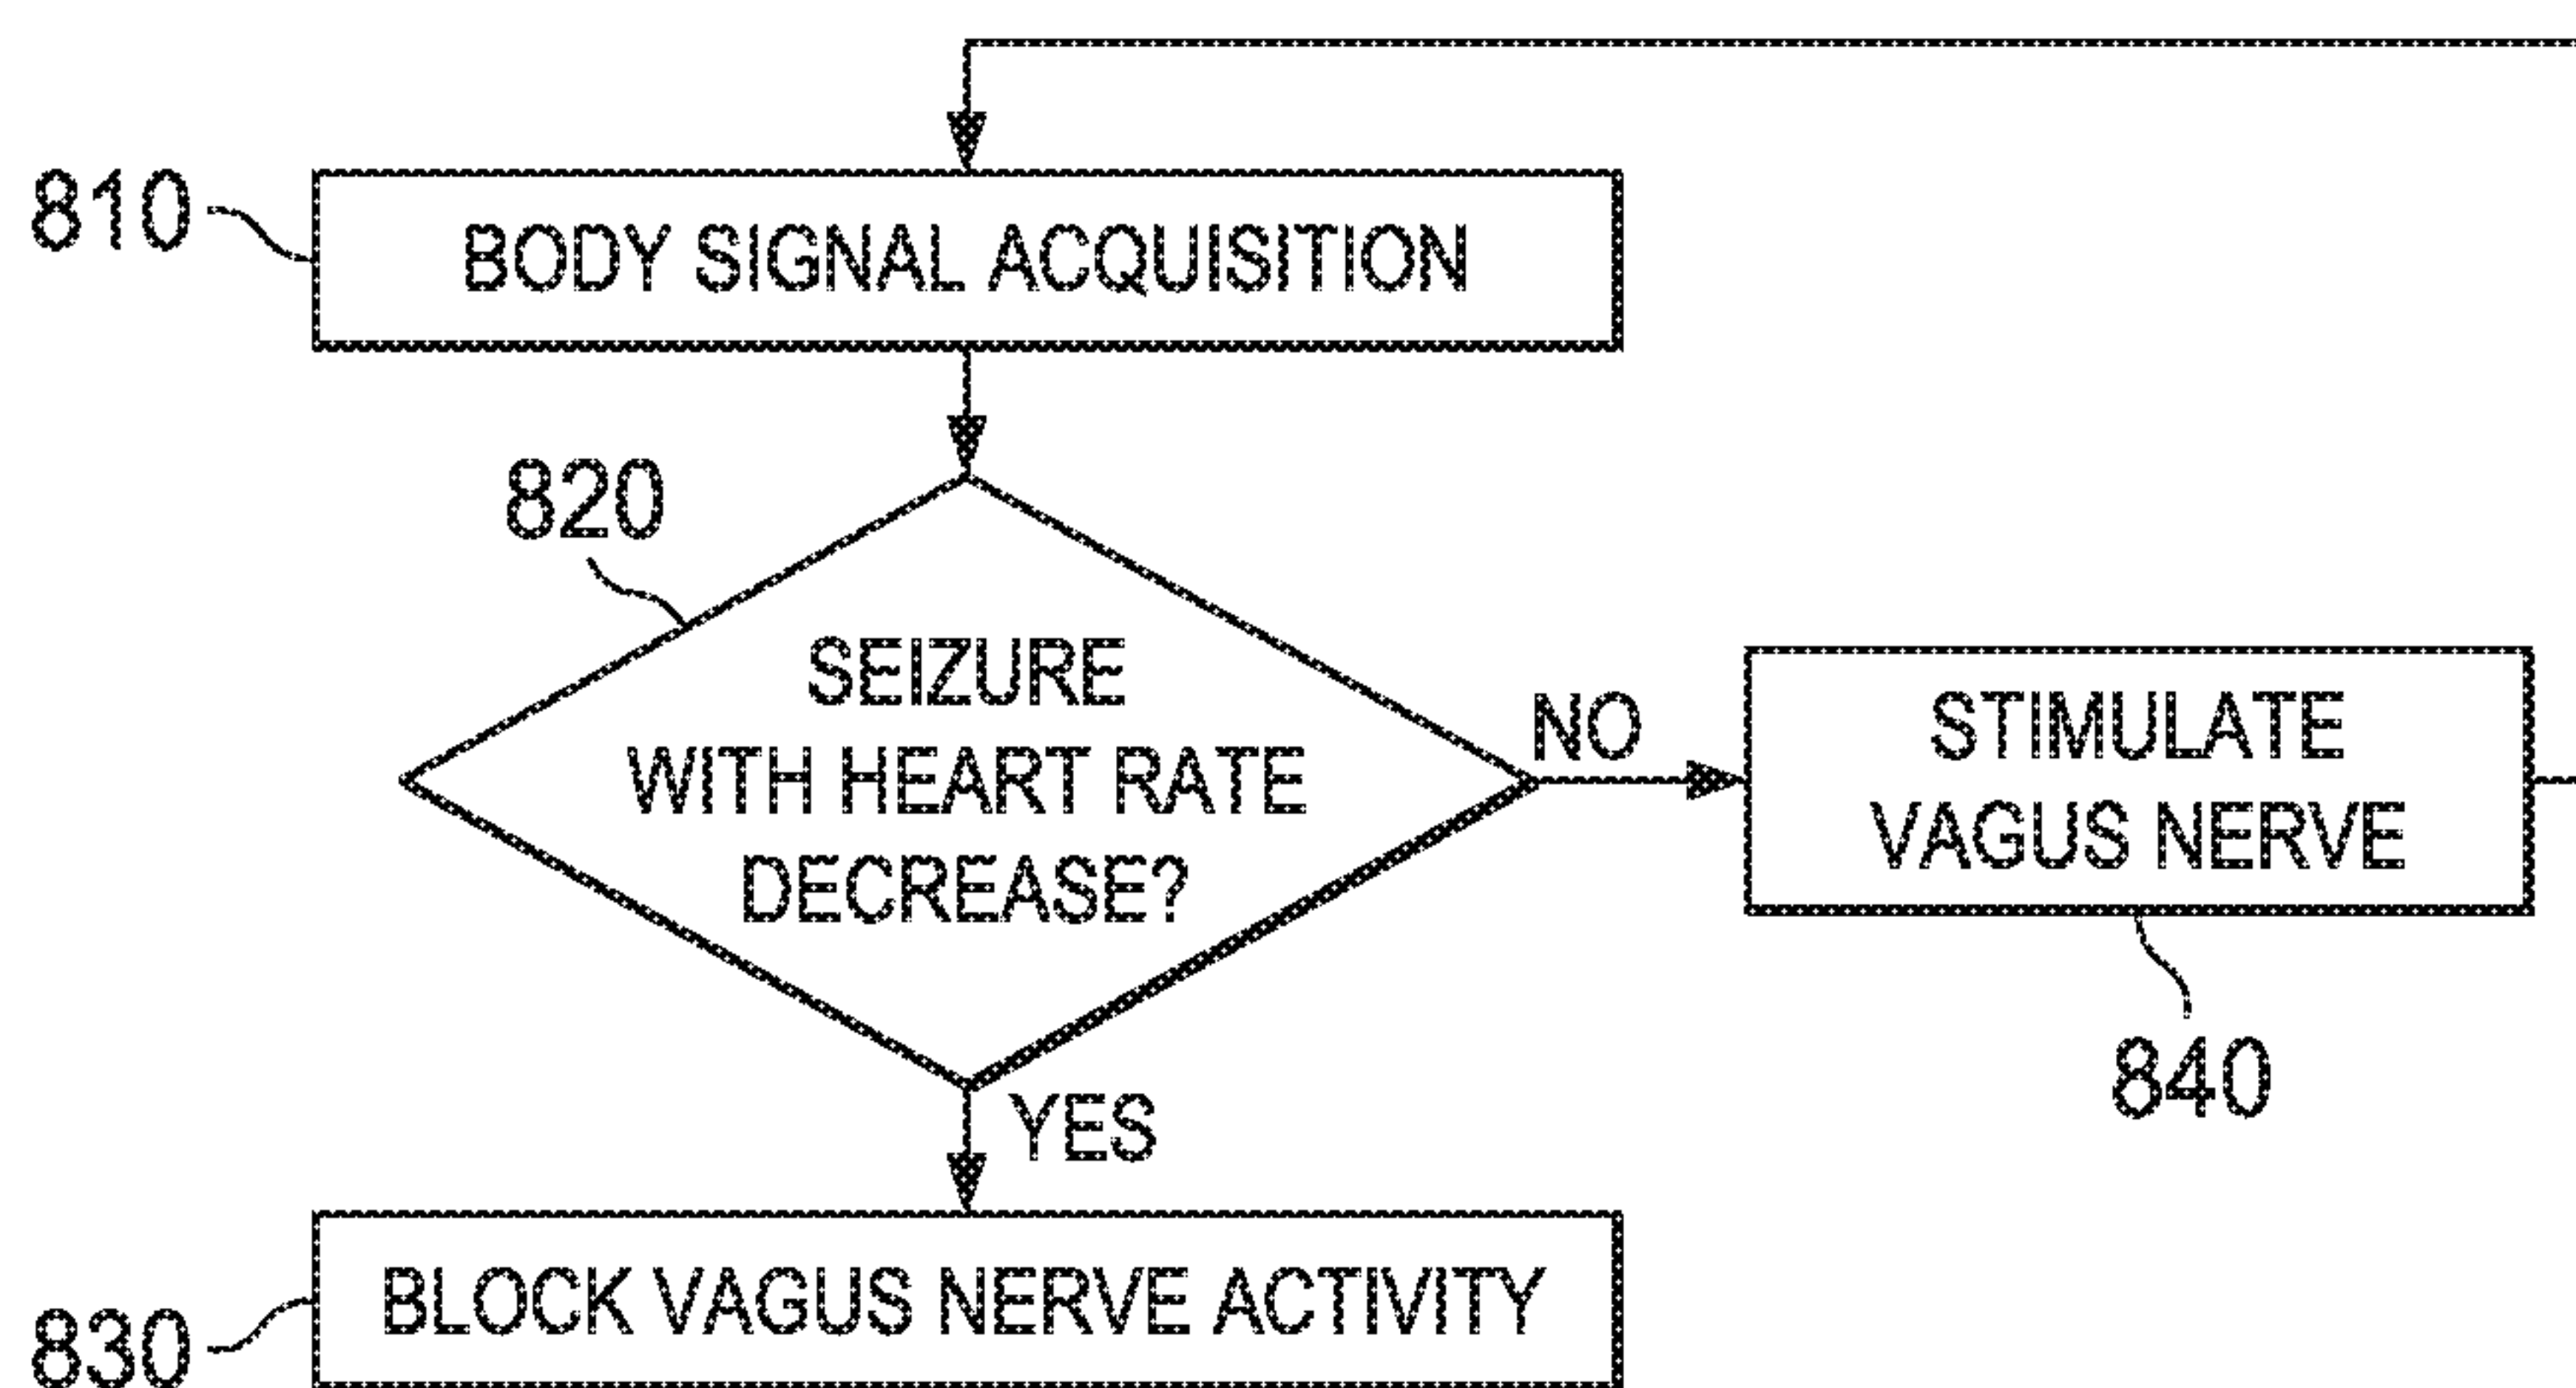 810
BODY SIGNAL ACQUISITION
820
SEIZURE
WITH HEART RATE
DECREASE?
NO
STIMULATE
VAGUS NERVE
840
YES
830
BLOCK VAGUS NERVE ACTIVITY